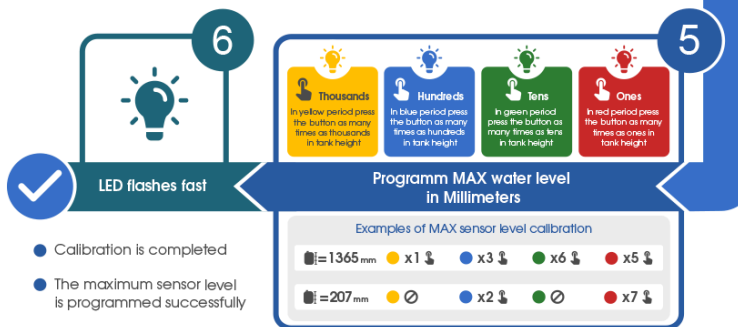 6
5
Thousands
In yellow period press
the button as many
times as thousands
in tank height
Hundreds
In blue period press
the button as many
times as hundreds
in tank height
Tens
In green period
press the button as
many times as tens
in tank height
Ones
In red period press
the button as many
times as ones in
tank height
LED flashes fast
Programm MAX water level
in Millimeters
Calibration is completed
The maximum sensor level
is programmed successfully
Examples of MAX sensor level calibration
=1365 mm x1 x3 x6 x5
=207 mm x2 x7